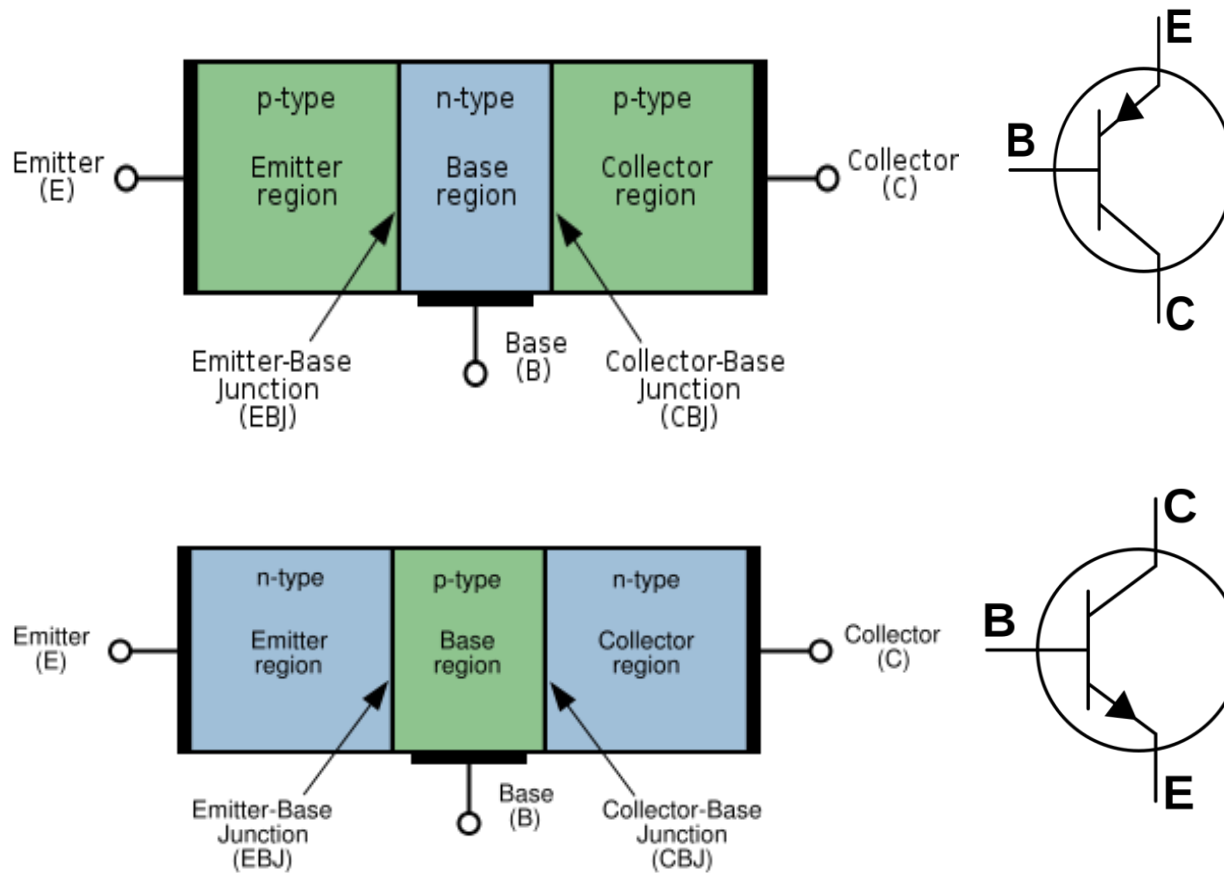 E
p-type
n-type
p-type
Emitter
(E)
Emitter
region
Base
region
Collector
region
Collector
(C)
B
Emitter-Base
Junction
(EBJ)
Base
(B)
Collector-Base
Junction
(CBJ)
C
C
n-type
p-type
n-type
Emitter
(E)
Emitter
region
Base
region
Collector
region
Collector
(C)
B
Emitter-Base
Junction
(EBJ)
Base
(B)
Collector-Base
Junction
(CBJ)
E